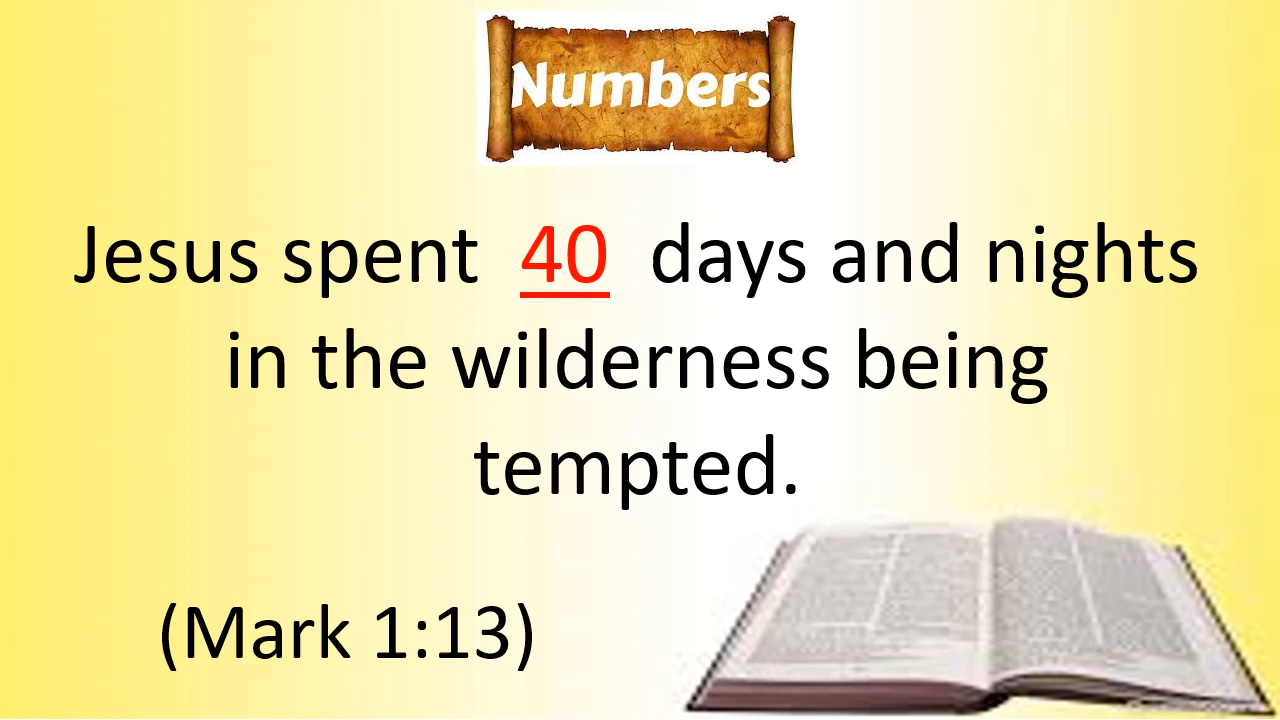 Numbers
Jesus spent 40 days and nights
in the wilderness being
tempted.
(Mark 1:13)